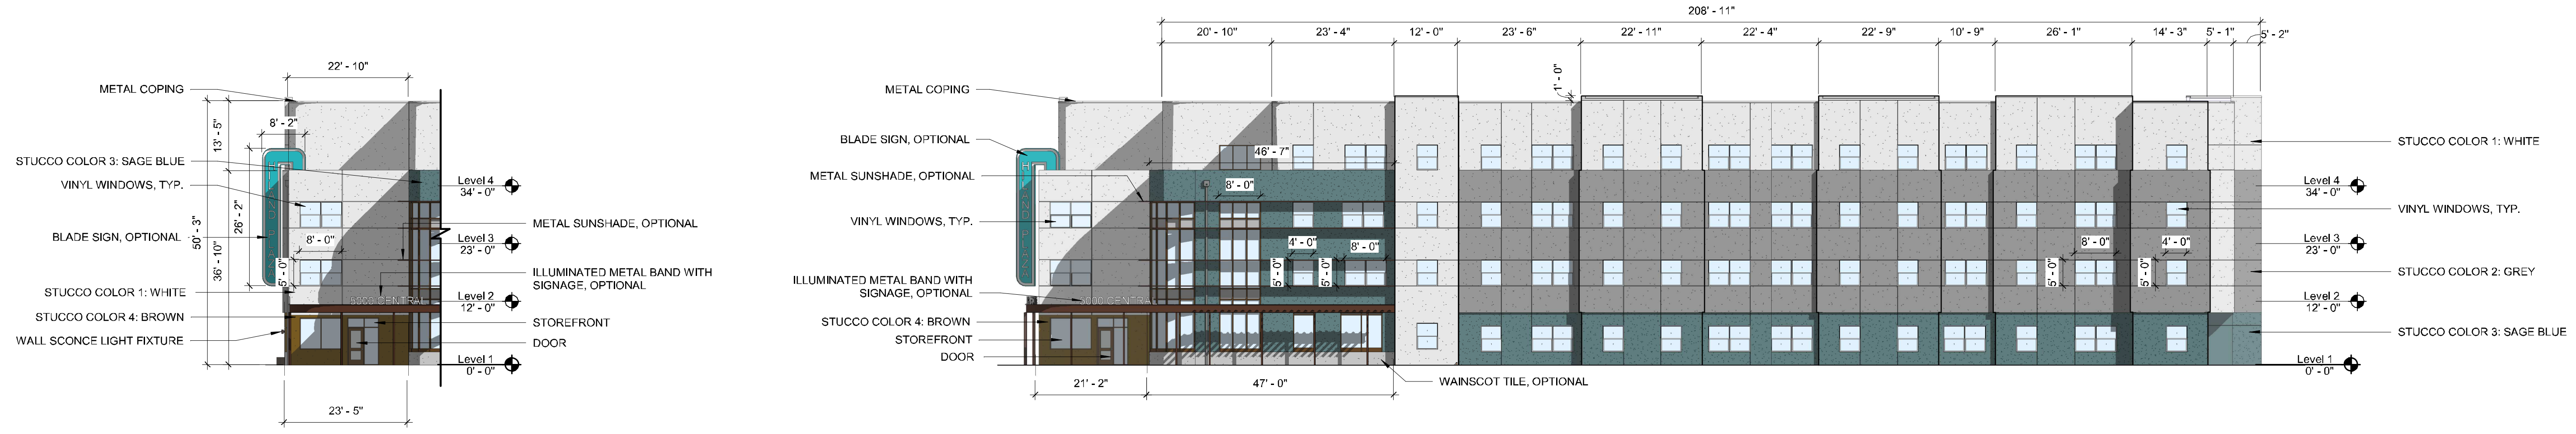 22' - 10"
METAL COPING
8' - 2"
13' - 5"
STUCCO COLOR 3: SAGE BLUE
VINYL WINDOWS, TYP.
Level 4
34' - 0"
26' - 2"
50' - 3"
36' - 10"
METAL SUNSHADE, OPTIONAL
BLADE SIGN, OPTIONAL
8' - 0"
Level 3
23' - 0"
5' - 0"
ILLUMINATED METAL BAND WITH
SIGNAGE, OPTIONAL
STUCCO COLOR 1: WHITE
5000 CENTRAL
Level 2
12' - 0"
STUCCO COLOR 4: BROWN
STOREFRONT
WALL SCONCE LIGHT FIXTURE
DOOR
Level 1
0' - 0"
23' - 5"
208' - 11"
20' - 10"
23' - 4"
12' - 0"
23' - 6"
22' - 11"
22' - 4"
22' - 9"
10' - 9"
26' - 1"
14' - 3"
5' - 1"
5' - 2"
1' - 0"
METAL COPING
BLADE SIGN, OPTIONAL
46' - 7"
METAL SUNSHADE, OPTIONAL
8' - 0"
VINYL WINDOWS, TYP.
4' - 0"
8' - 0"
5' - 0"
5' - 0"
ILLUMINATED METAL BAND WITH
SIGNAGE, OPTIONAL
5000 CENTRAL
STUCCO COLOR 4: BROWN
STOREFRONT
DOOR
WAINSCOT TILE, OPTIONAL
21' - 2"
47' - 0"
STUCCO COLOR 1: WHITE
Level 4
34' - 0"
VINYL WINDOWS, TYP.
8' - 0"
4' - 0"
Level 3
23' - 0"
5' - 0"
5' - 0"
STUCCO COLOR 2: GREY
Level 2
12' - 0"
STUCCO COLOR 3: SAGE BLUE
Level 1
0' - 0"